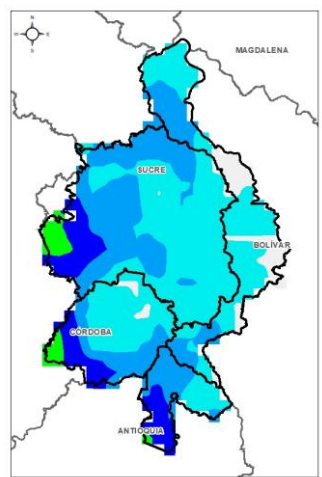 N
W E
S
MAGDALENA
SUCRE
BOLÍVAR
CÓRDOBA
ANTIOQUIA